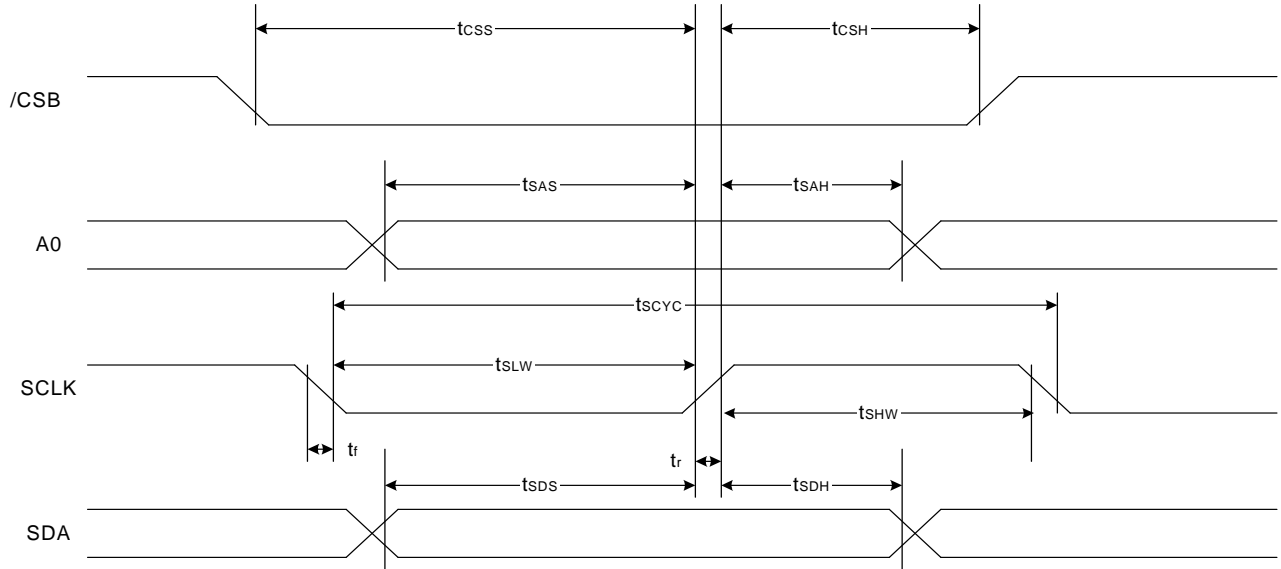 tCSS
tCSH
/CSB
tSAS
tSAH
A0
tSCYC
tSLW
SCLK
tSHW
tf
tr
tSDS
tSDH
SDA